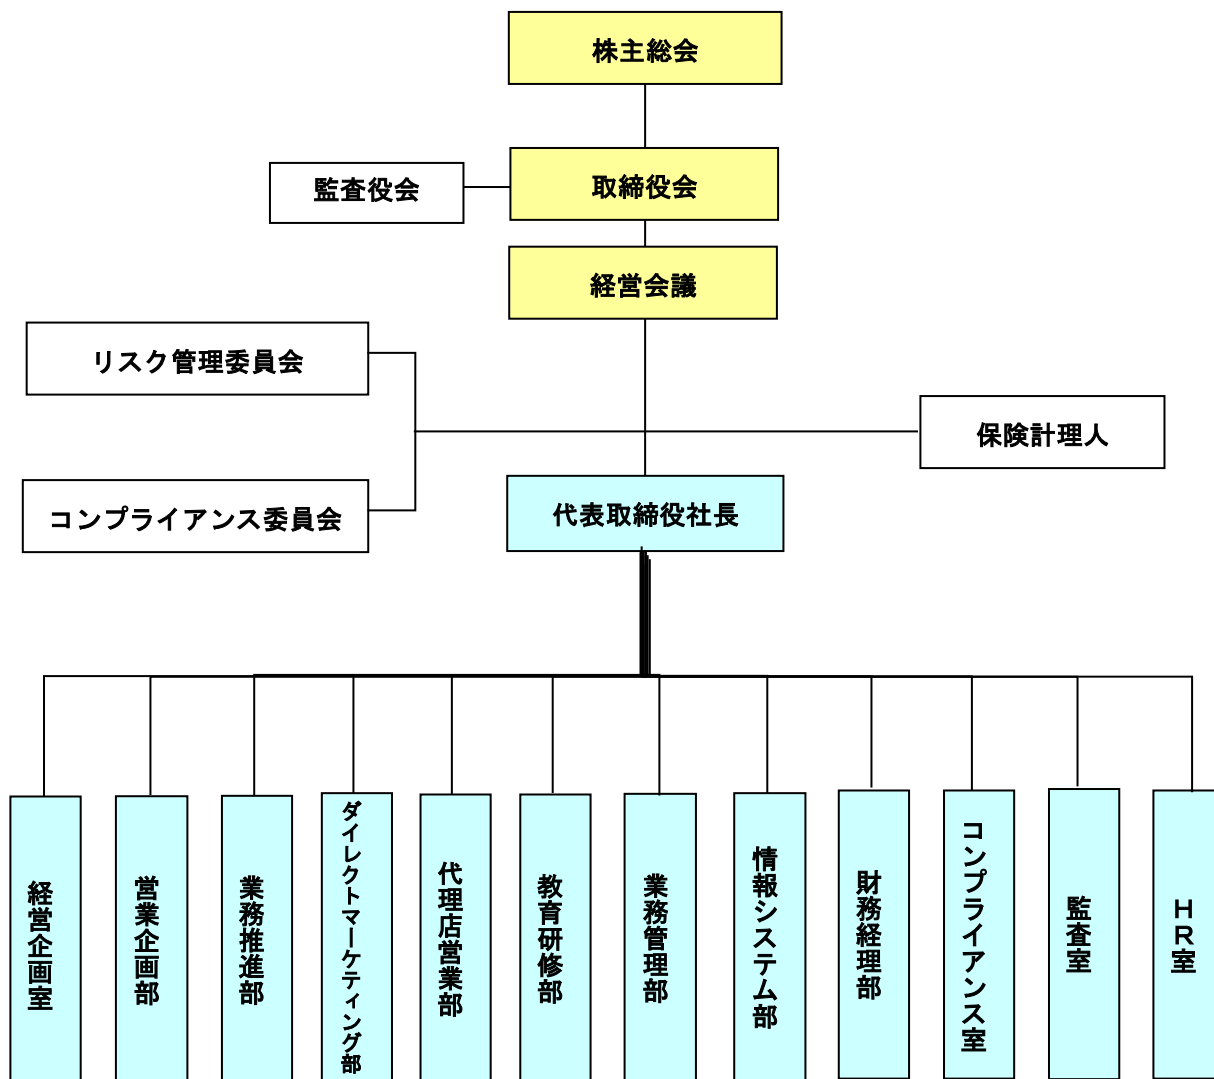 株主総会
監査役会
取締役会
経営会議
リスク管理委員会
保険計理人
コンプライアンス委員会
代表取締役社長
経営企画室
営業企画部
業務推進部
ダイレクトマーケティング部
代理店営業部
教育研修部
業務管理部
情報システム部
財務経理部
コンプライアンス室
監査室
ＨＲ室